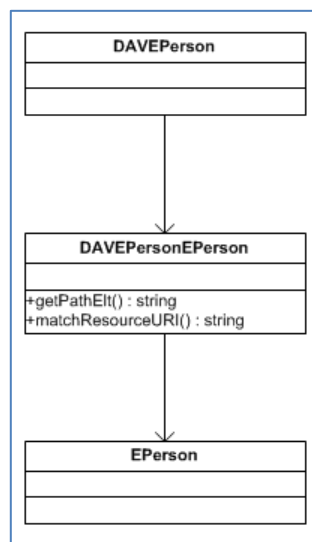 DAVEPerson
DAVEPersonEPerson
+getPathElt() : string
+matchResourceURI() : string
EPerson